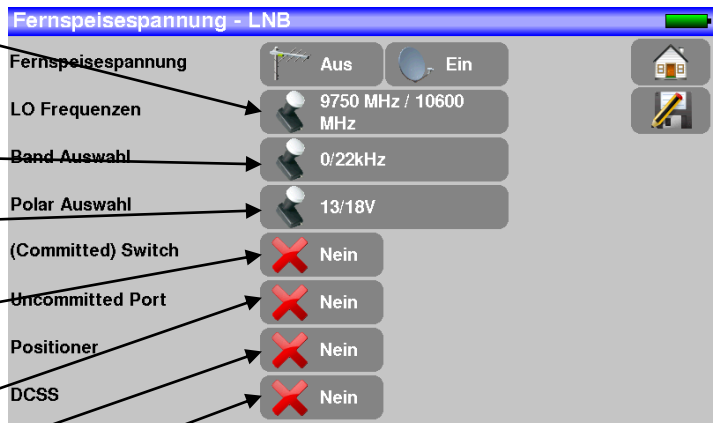 Fernspeisespannung - LNB
Fernspeisespannung Aus Ein
LO Frequenzen 9750 MHz / 10600
MHz
Band Auswahl 0/22kHz
Polar Auswahl 13/18V
(Committed) Switch Nein
Uncommitted Port Nein
Positioner Nein
DCSS Nein